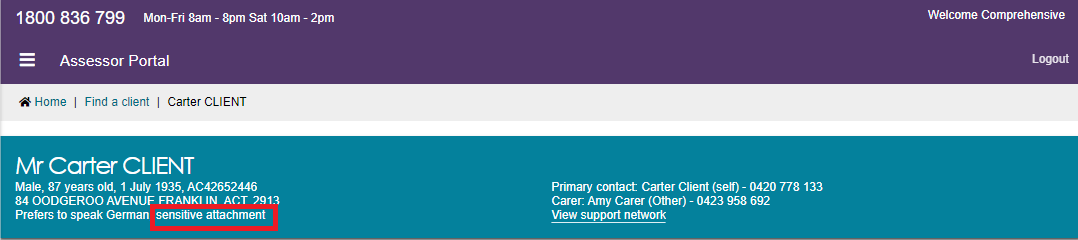 1800 836 799 Mon-Fri 8am - 8pm Sat 10am - 2pm
Welcome Comprehensive
Assessor Portal
Logout
Home | Find a client | Carter CLIENT
Mr Carter CLIENT
Male, 87 years old, 1 July 1935, AC42652446
84 OODGEROO AVENUE FRANKLIN, ACT, 2913
Prefers to speak German, sensitive attachment
Primary contact: Carter Client (self) - 0420 778 133
Carer: Amy Carer (Other) - 0423 958 692
View support network